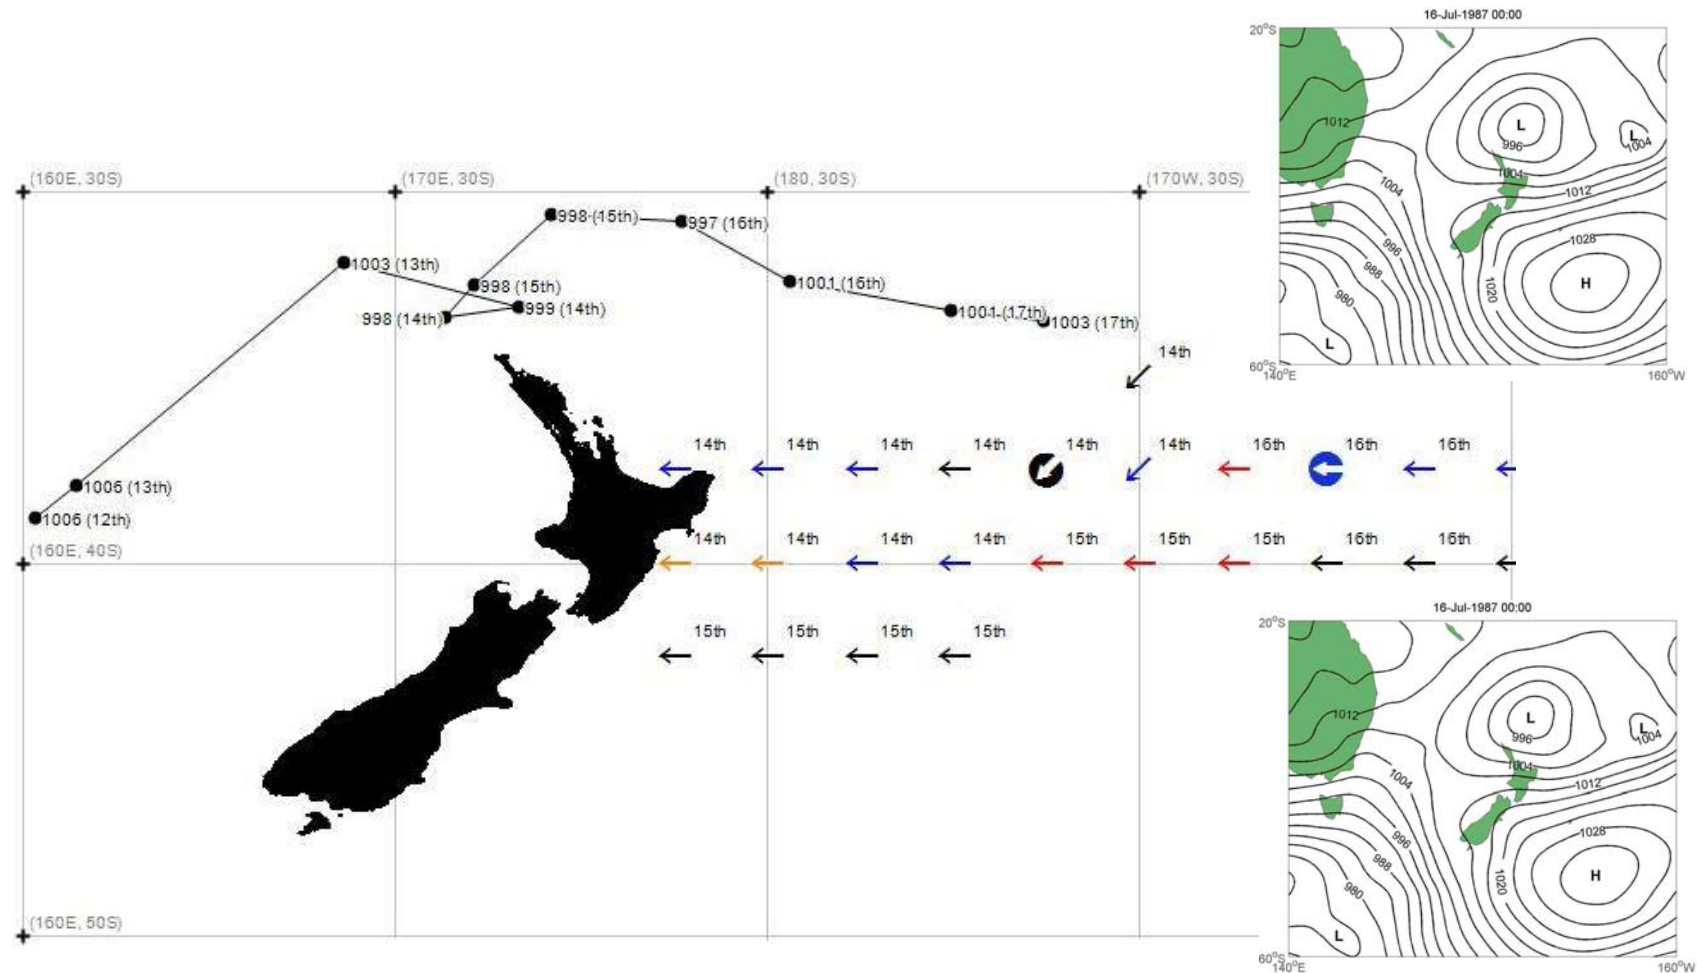 16-Jul-1987 00:00
20°S
1012
L
996
L
1004
1004
1004
1012
996
1028
988
H
1020
980
L
60°S
140°E
160°W
(160E, 30S)
(170E, 30S)
(180, 30S)
(170W, 30S)
998 (15th)
997 (16th)
1003 (13th)
998 (15th)
1001 (16th)
999 (14th)
998 (14th)
1001 (17th)
1003 (17th)
14th
14th 14th 14th 14th 14th 14th 16th 16th 16th
1006 (13th)
1006 (12th)
(160E, 40S)
14th 14th 14th 14th 15th 15th 15th 16th 16th
15th 15th 15th 15th
(160E, 50S)
16-Jul-1987 00:00
20°S
1012
L
996
L
1004
1004
1004
1012
996
1028
988
H
1020
980
L
60°S
140°E
160°W